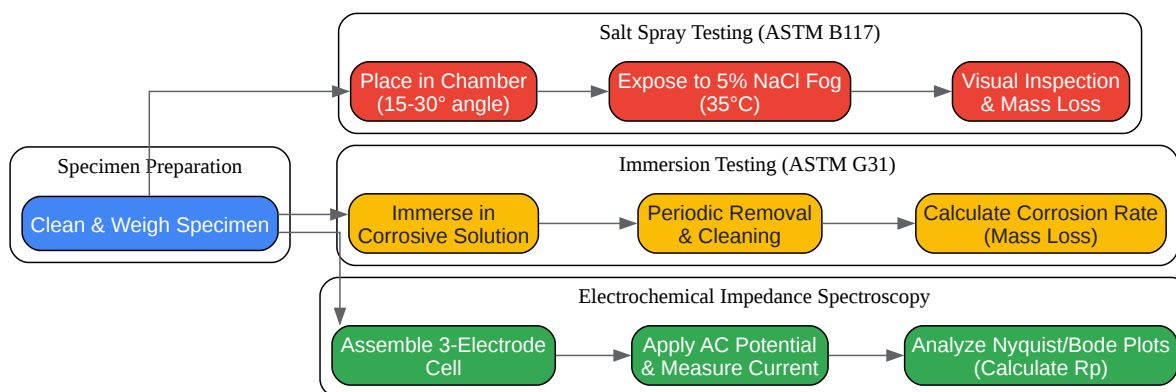 Salt Spray Testing (ASTM B117)
Place in Chamber
(15-30° angle)
Expose to 5% NaCl Fog
(35°C)
Visual Inspection
& Mass Loss
Specimen Preparation
Clean & Weigh Specimen
Immersion Testing (ASTM G31)
Immerse in
Corrosive Solution
Periodic Removal
& Cleaning
Calculate Corrosion Rate
(Mass Loss)
Electrochemical Impedance Spectroscopy
Assemble 3-Electrode
Cell
Apply AC Potential
& Measure Current
Analyze Nyquist/Bode Plots
(Calculate Rp)